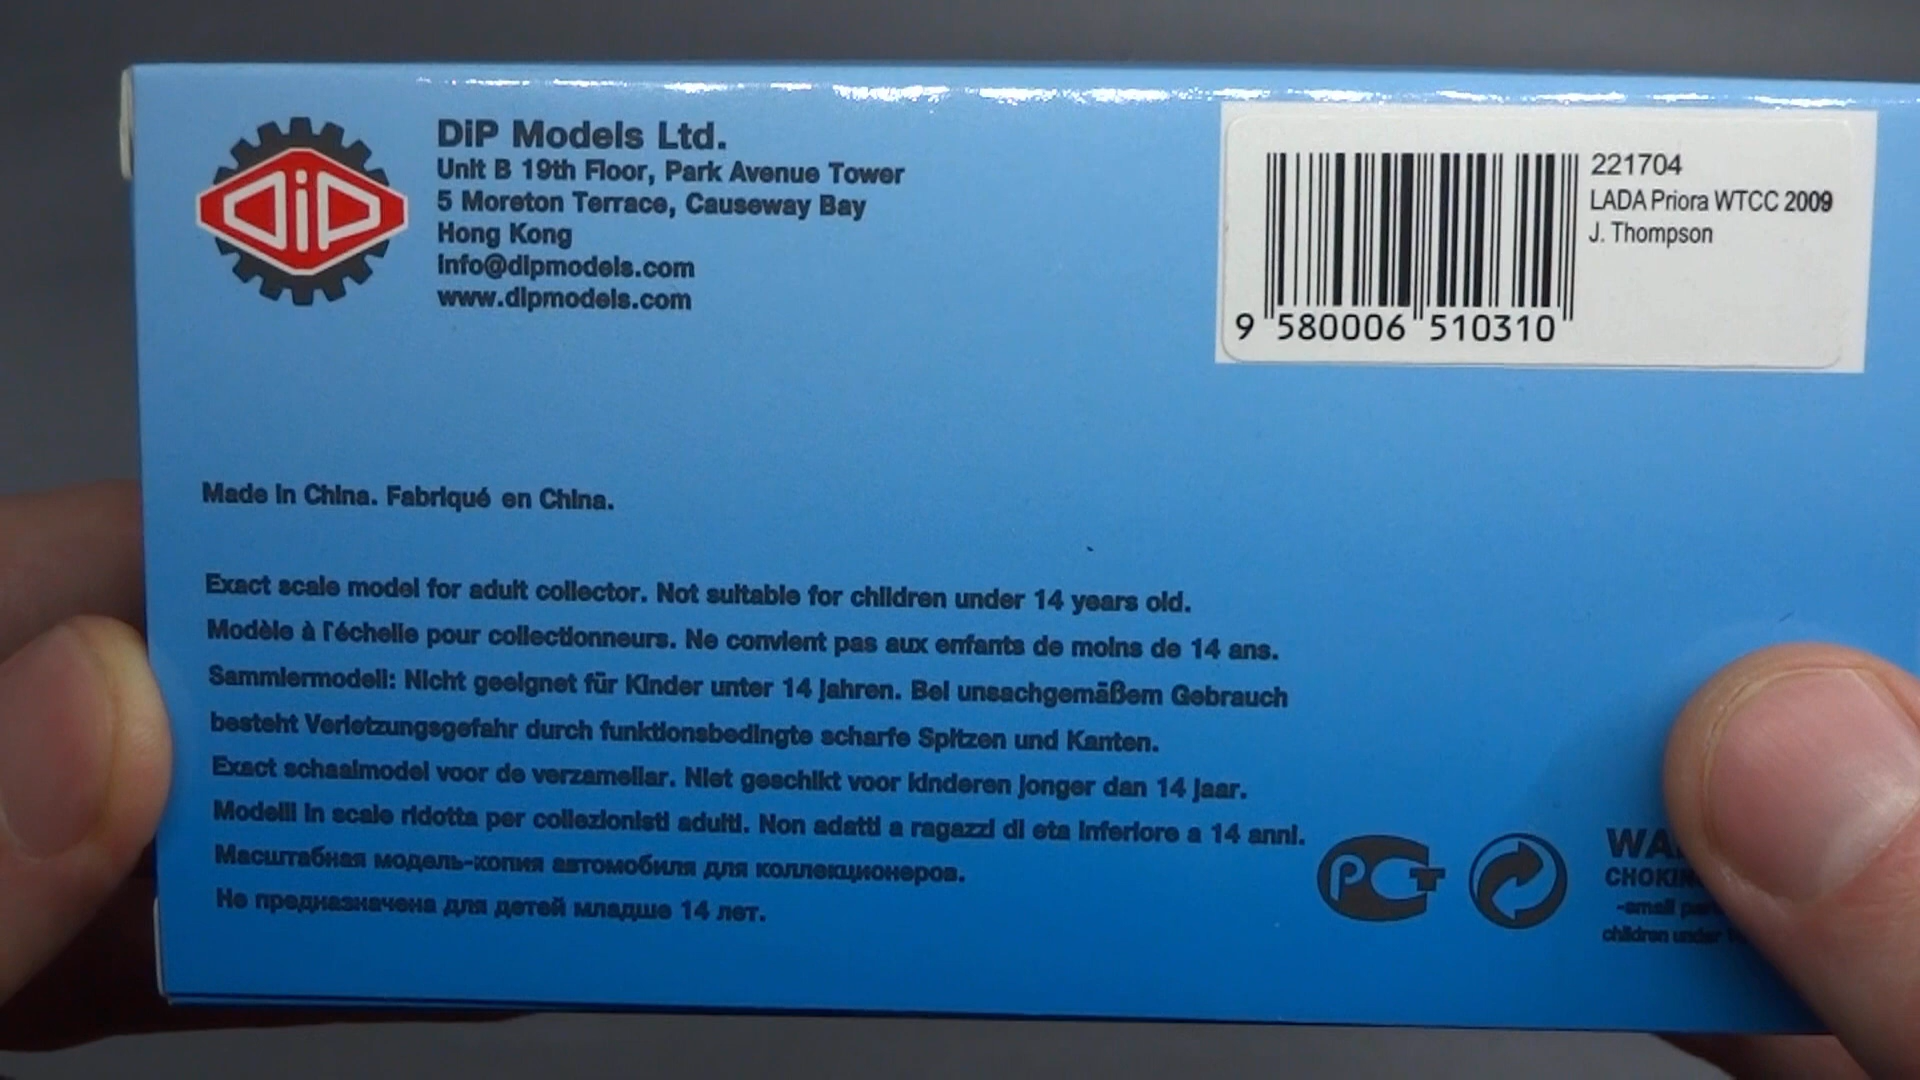 DiP
DiP Models Ltd.
Unit B 19th Floor, Park Avenue Tower
5 Moreton Terrace, Causeway Bay
Hong Kong
info@dipmodels.com
www.dipmodels.com
221704
LADA Priora WTCC 2009
J. Thompson
9 580006 510310
Made in China. Fabriqué en China.
Exact scale model for adult collector. Not suitable for children under 14 years old.
Modèle à l'échelle pour collectionneurs. Ne convient pas aux enfants de moins de 14 ans.
Sammlermodell: Nicht geeignet für Kinder unter 14 Jahren. Bei unsachgemäßem Gebrauch
besteht Verletzungsgefahr durch funktionsbedingte scharfe Spitzen und Kanten.
Exact schaalmodel voor de verzamellar. Niet geschikt voor kinderen jonger dan 14 jaar.
Modelli in scale ridotta per collezionisti adulti. Non adatti a ragazzi di eta inferiore a 14 anni.
Масштабная модель-копия автомобиля для коллекционеров.
Не предназначена для детей младше 14 лет.
РСТ
-small
children under